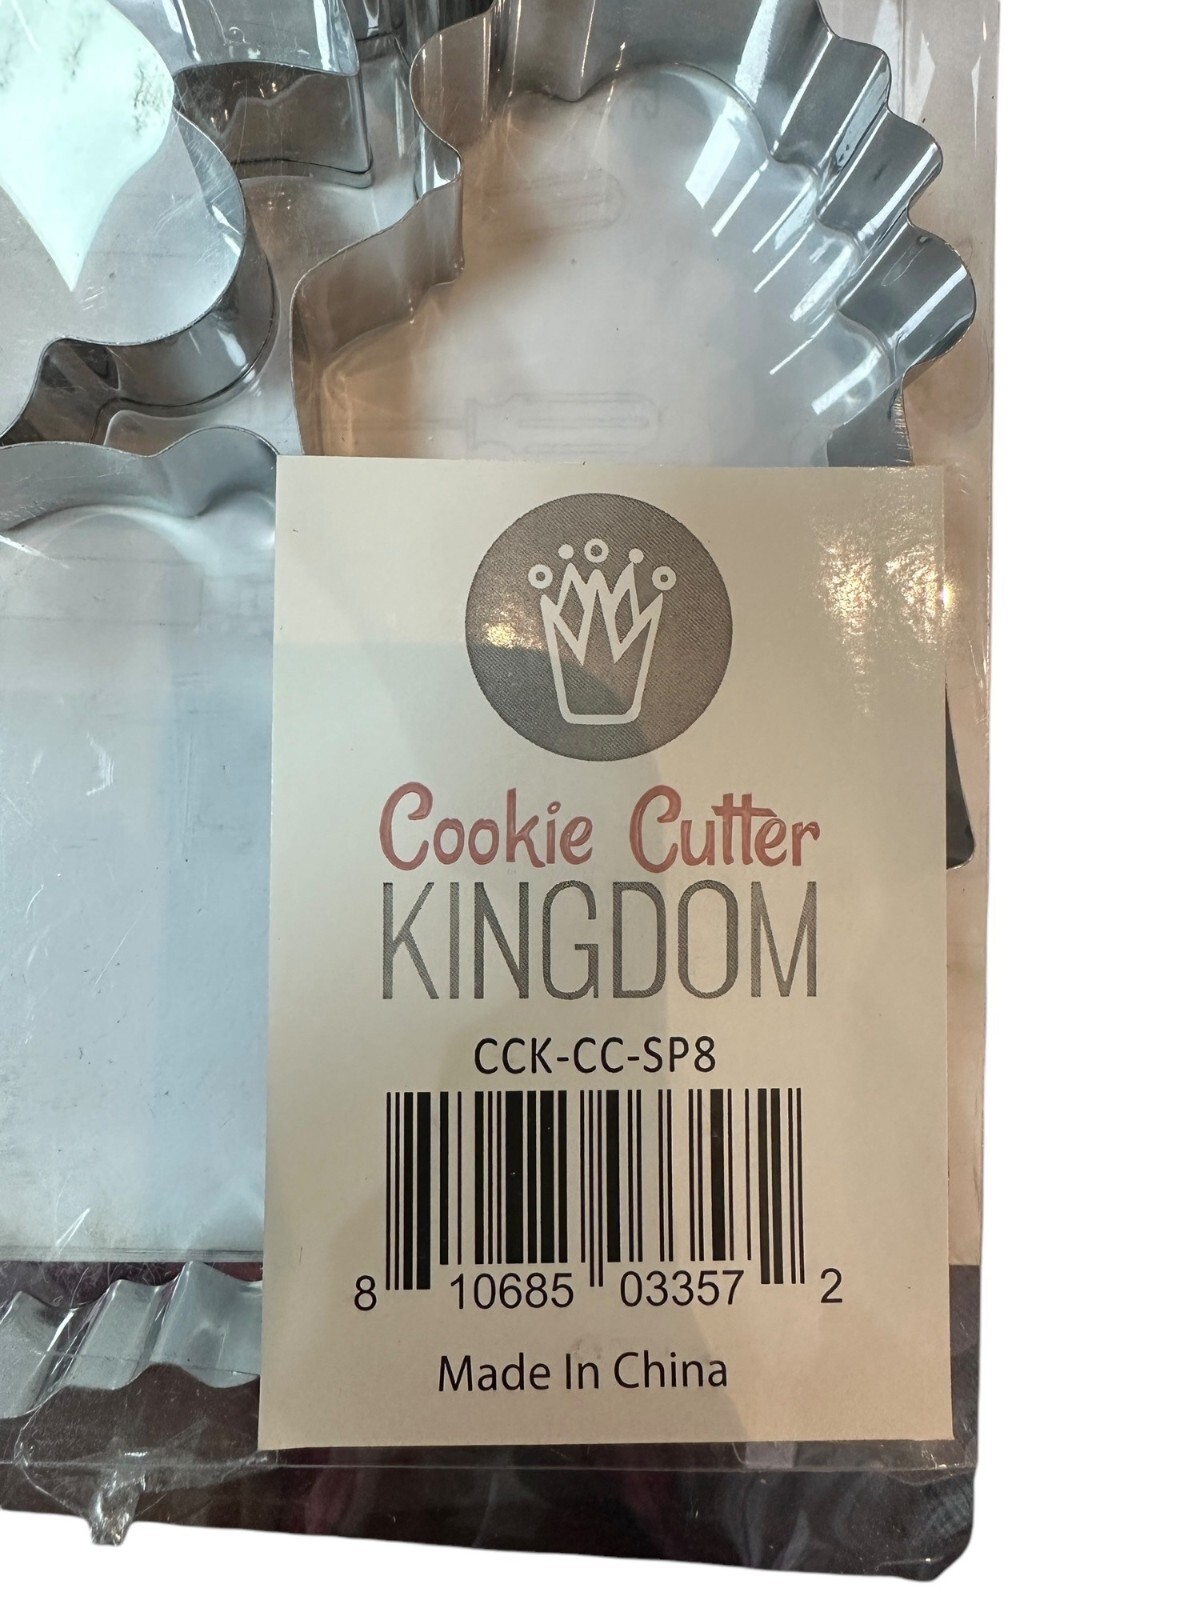 Cookie Cutter
KINGDOM
CCK-CC-SP8
8 10685 03357 2
Made In China